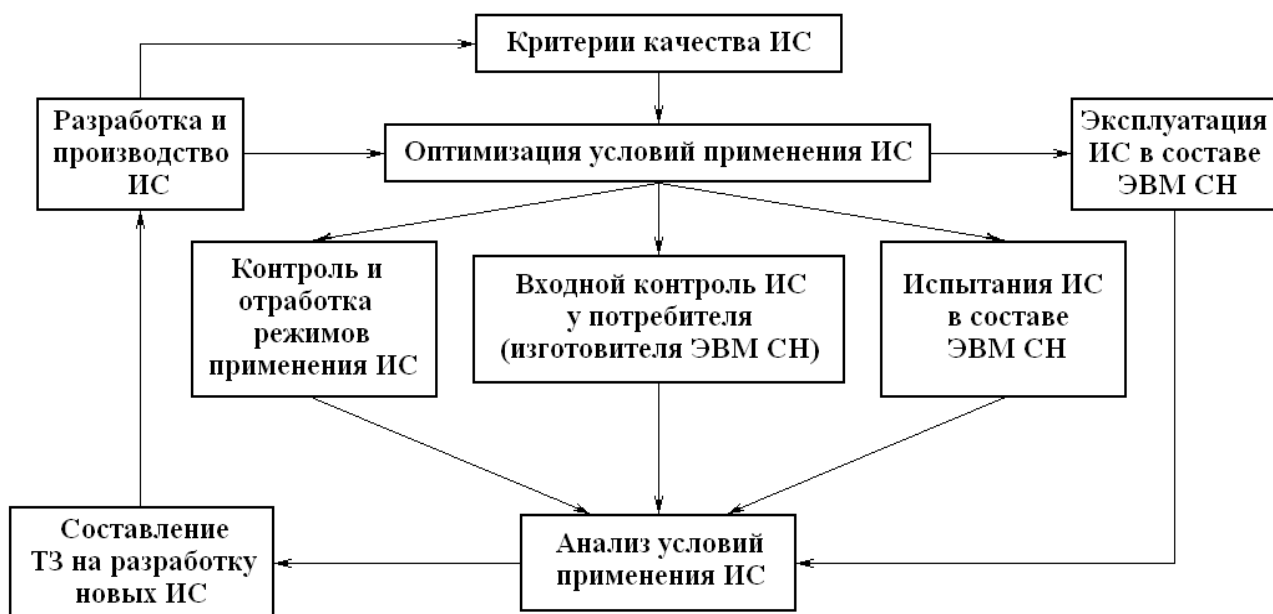 Критерии качества ИС
Разработка и
производство
ИС
Оптимизация условий применения ИС
Эксплуатация
ИС в составе
ЭВМ СН
Контроль и
отработка
режимов
применения ИС
Входной контроль ИС
у потребителя
(изготовителя ЭВМ СН)
Испытания ИС
в составе
ЭВМ СН
Составление
ТЗ на разработку
новых ИС
Анализ условий
применения ИС